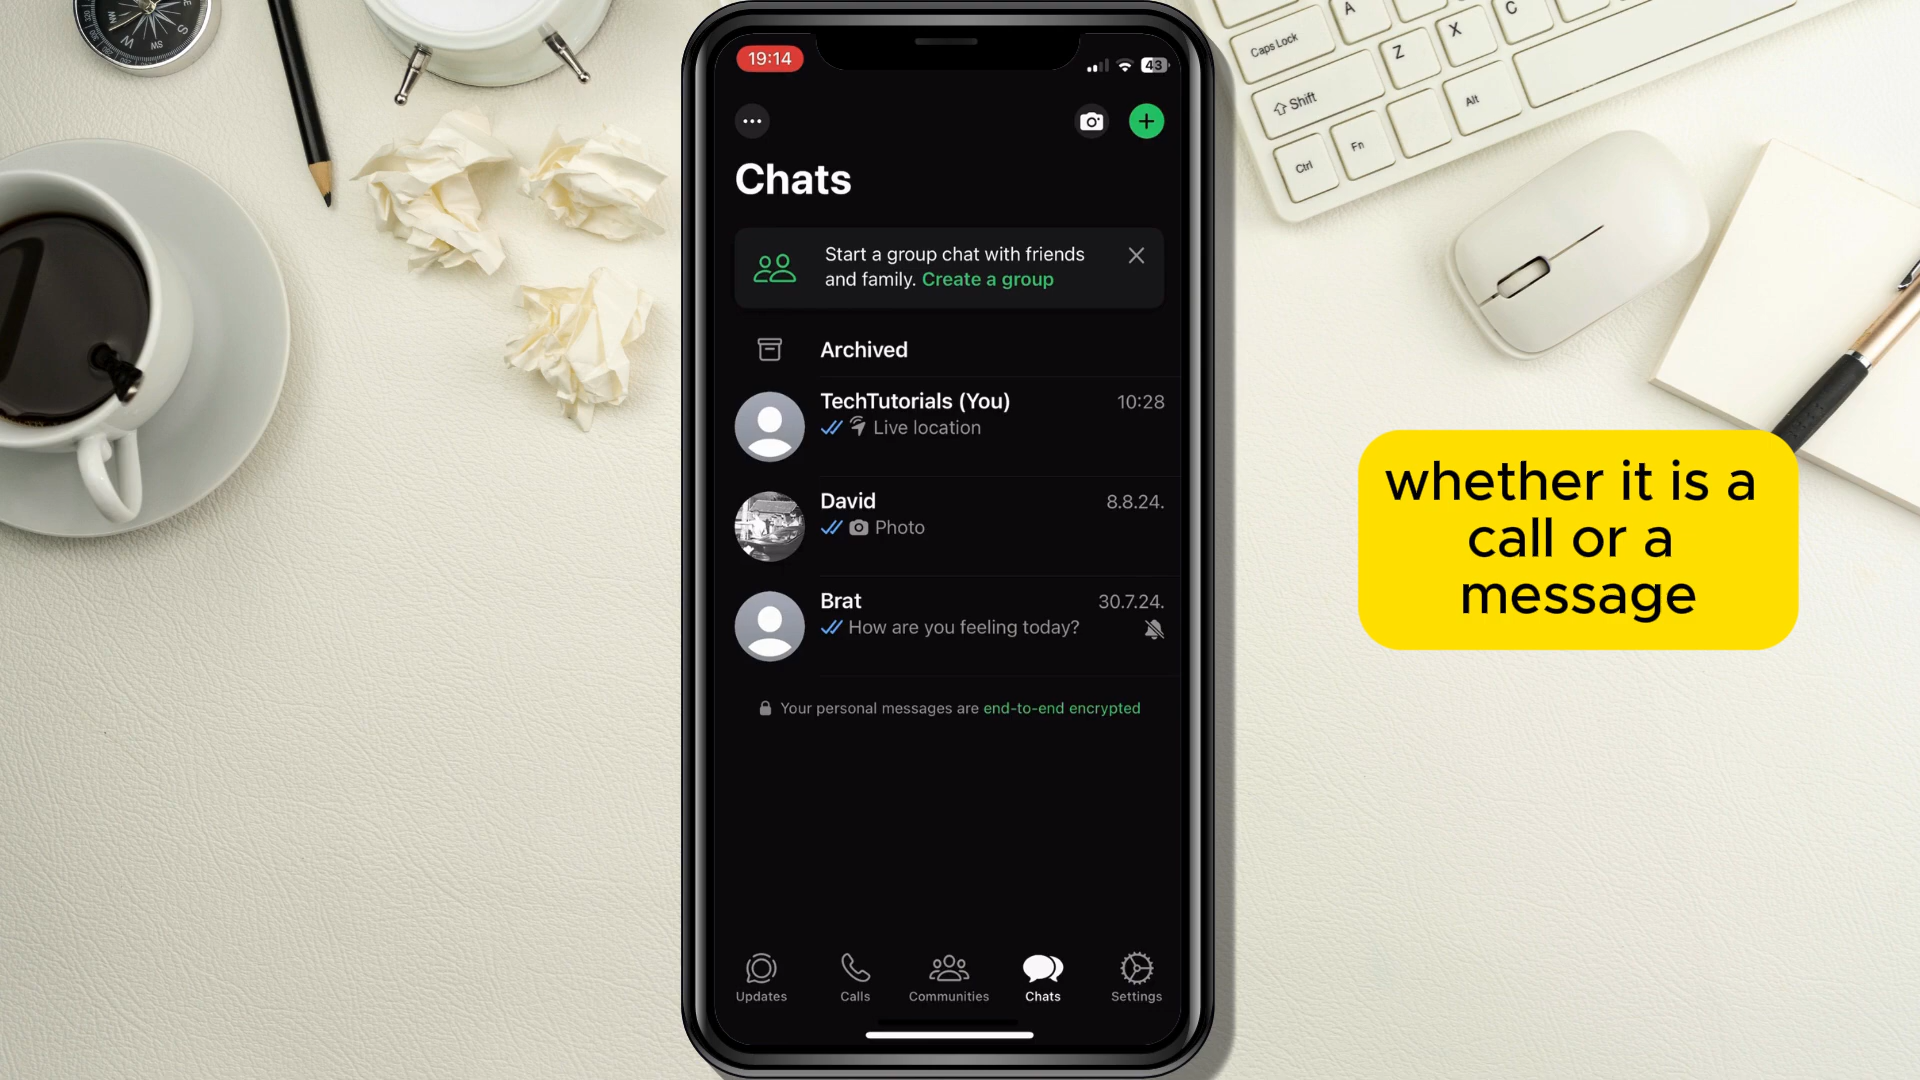 19:14
43
Chats
Start a group chat with friends
and family. Create a group
Archived
TechTutorials (You)
10:28
Live location
David
8.8.24.
Photo
Brat
30.7.24.
How are you feeling today?
Your personal messages are end-to-end encrypted
Updates
Calls
Communities
Chats
Settings
whether it is a
call or a
message
Caps Lock
A
Z
X
C
Shift
Alt
Ctrl
Fn
W
SW
S